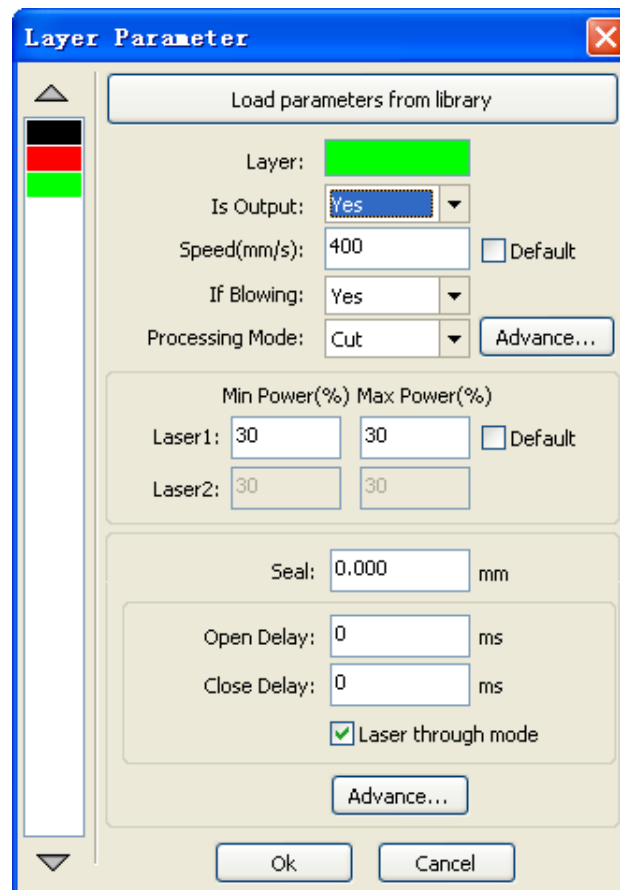 Layer Parameter
Load parameters from library
Layer:
Is Output: Yes
Speed(mm/s): 400 Default
If Blowing: Yes
Processing Mode: Cut Advance...
Min Power(%) Max Power(%)
Laser1: 30 30 Default
Laser2: 30 30
Seal: 0.000 mm
Open Delay: 0 ms
Close Delay: 0 ms
Laser through mode
Advance...
Ok Cancel